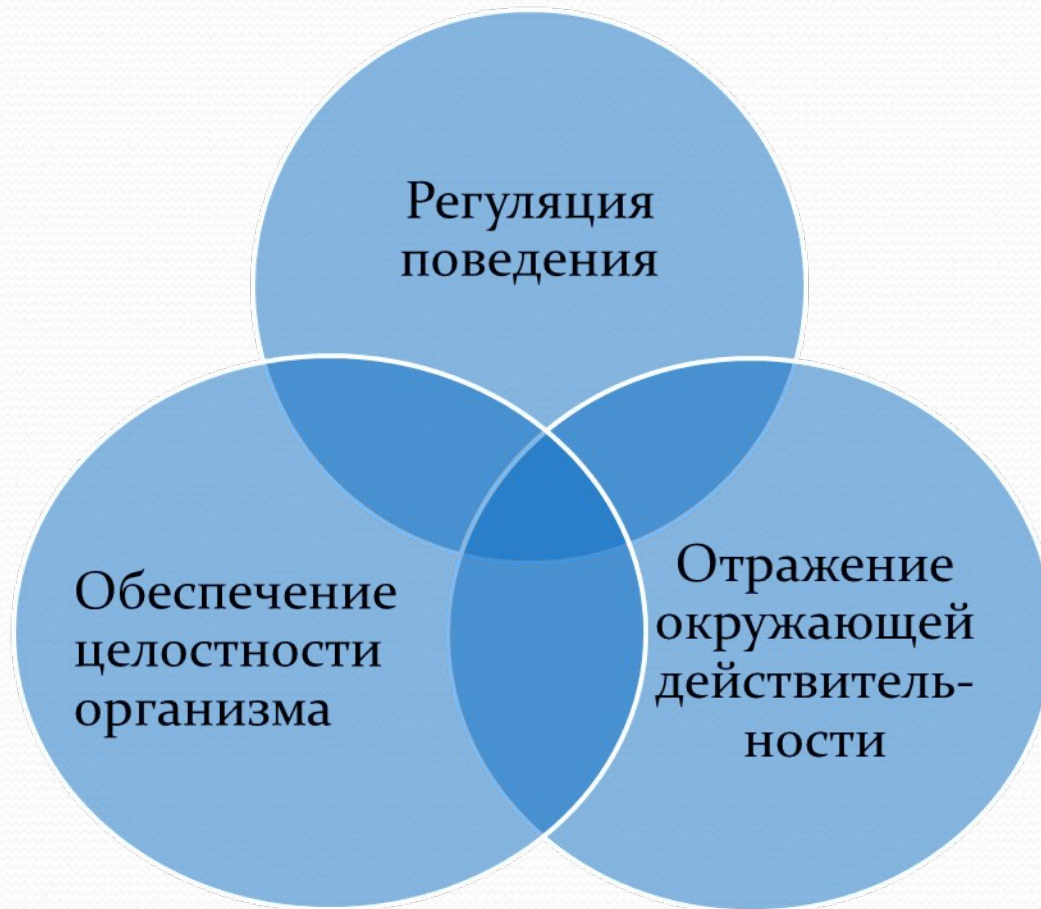 Регуляция
поведения
Обеспечение
целостности
организма
Отражение
окружающей
действитель-
ности